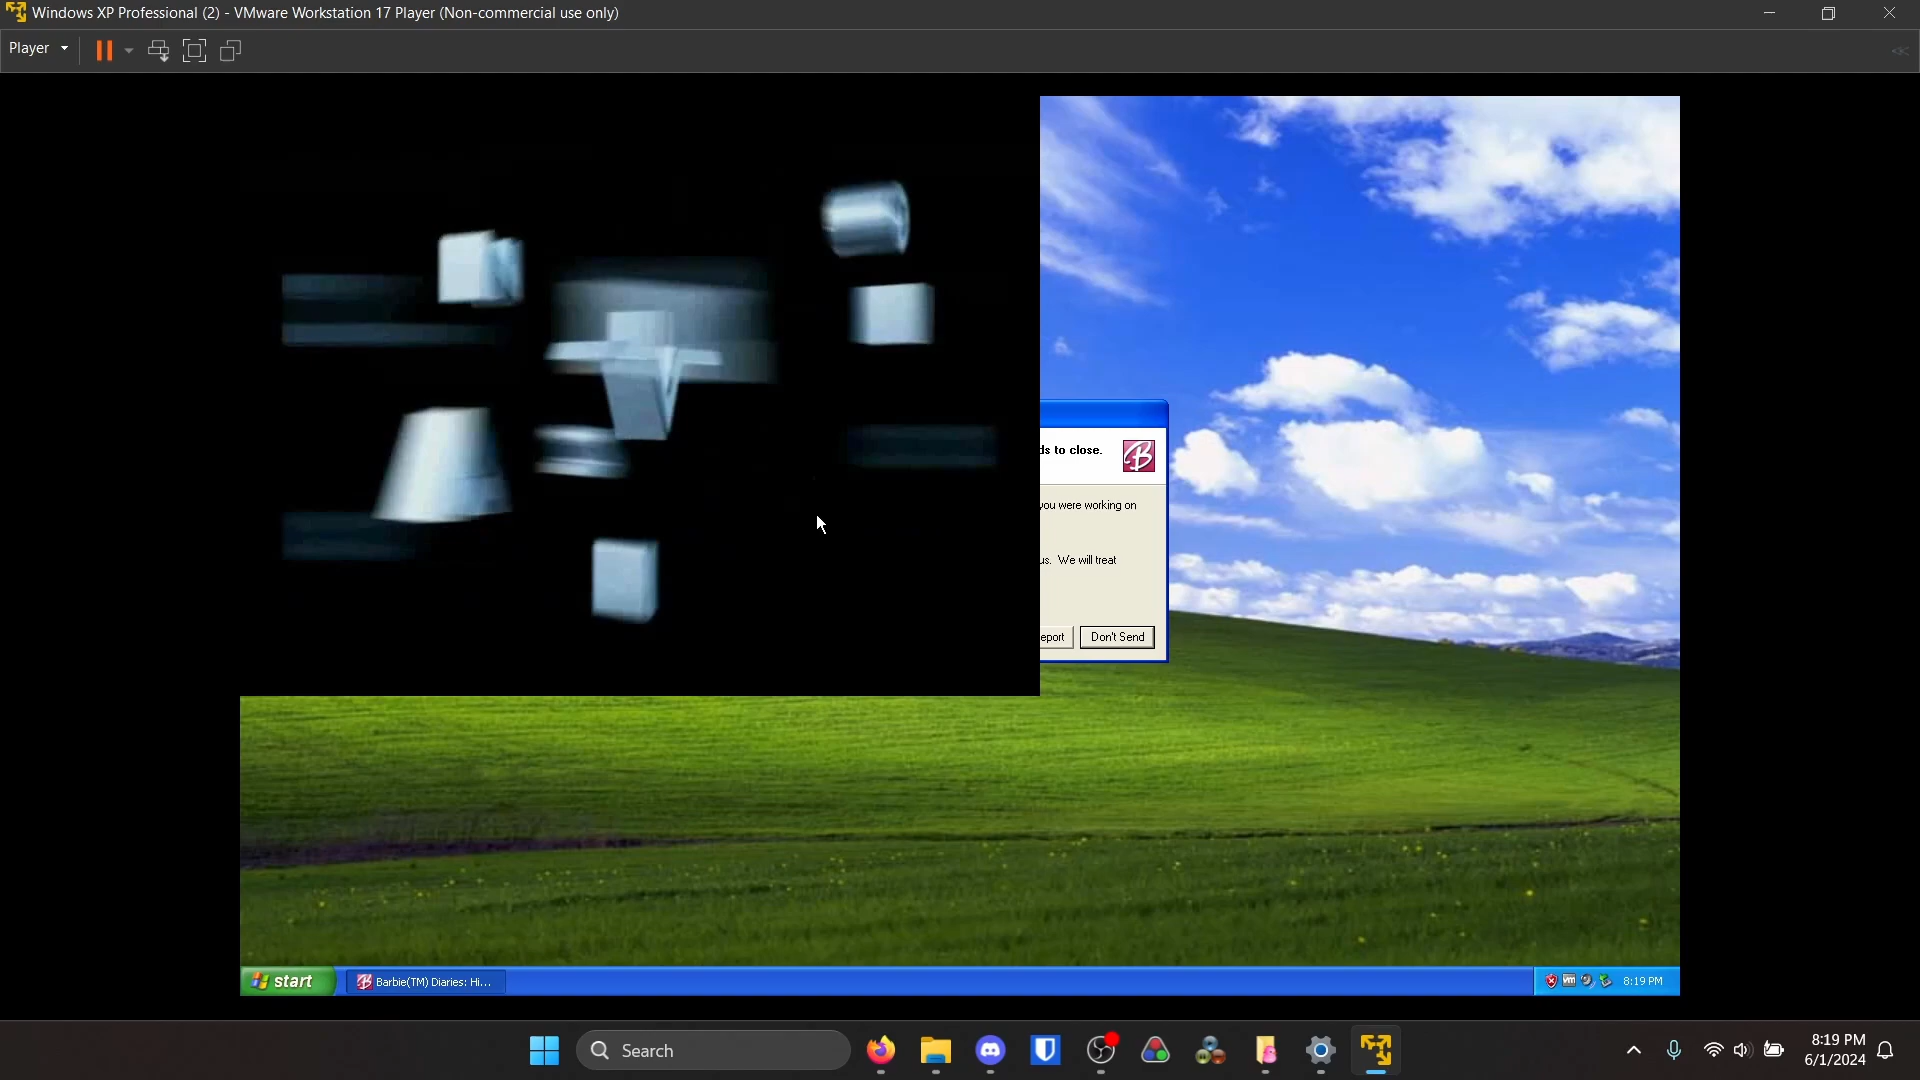 Windows XP Professional (2) - VMware Workstation 17 Player (Non-commercial use only)
Player
ds to close.
you were working on
us. We will treat
eport
Don't Send
start
Barbie(TM) Diaries: Hi...
8:19 PM
Search
8:19 PM
6/1/2024